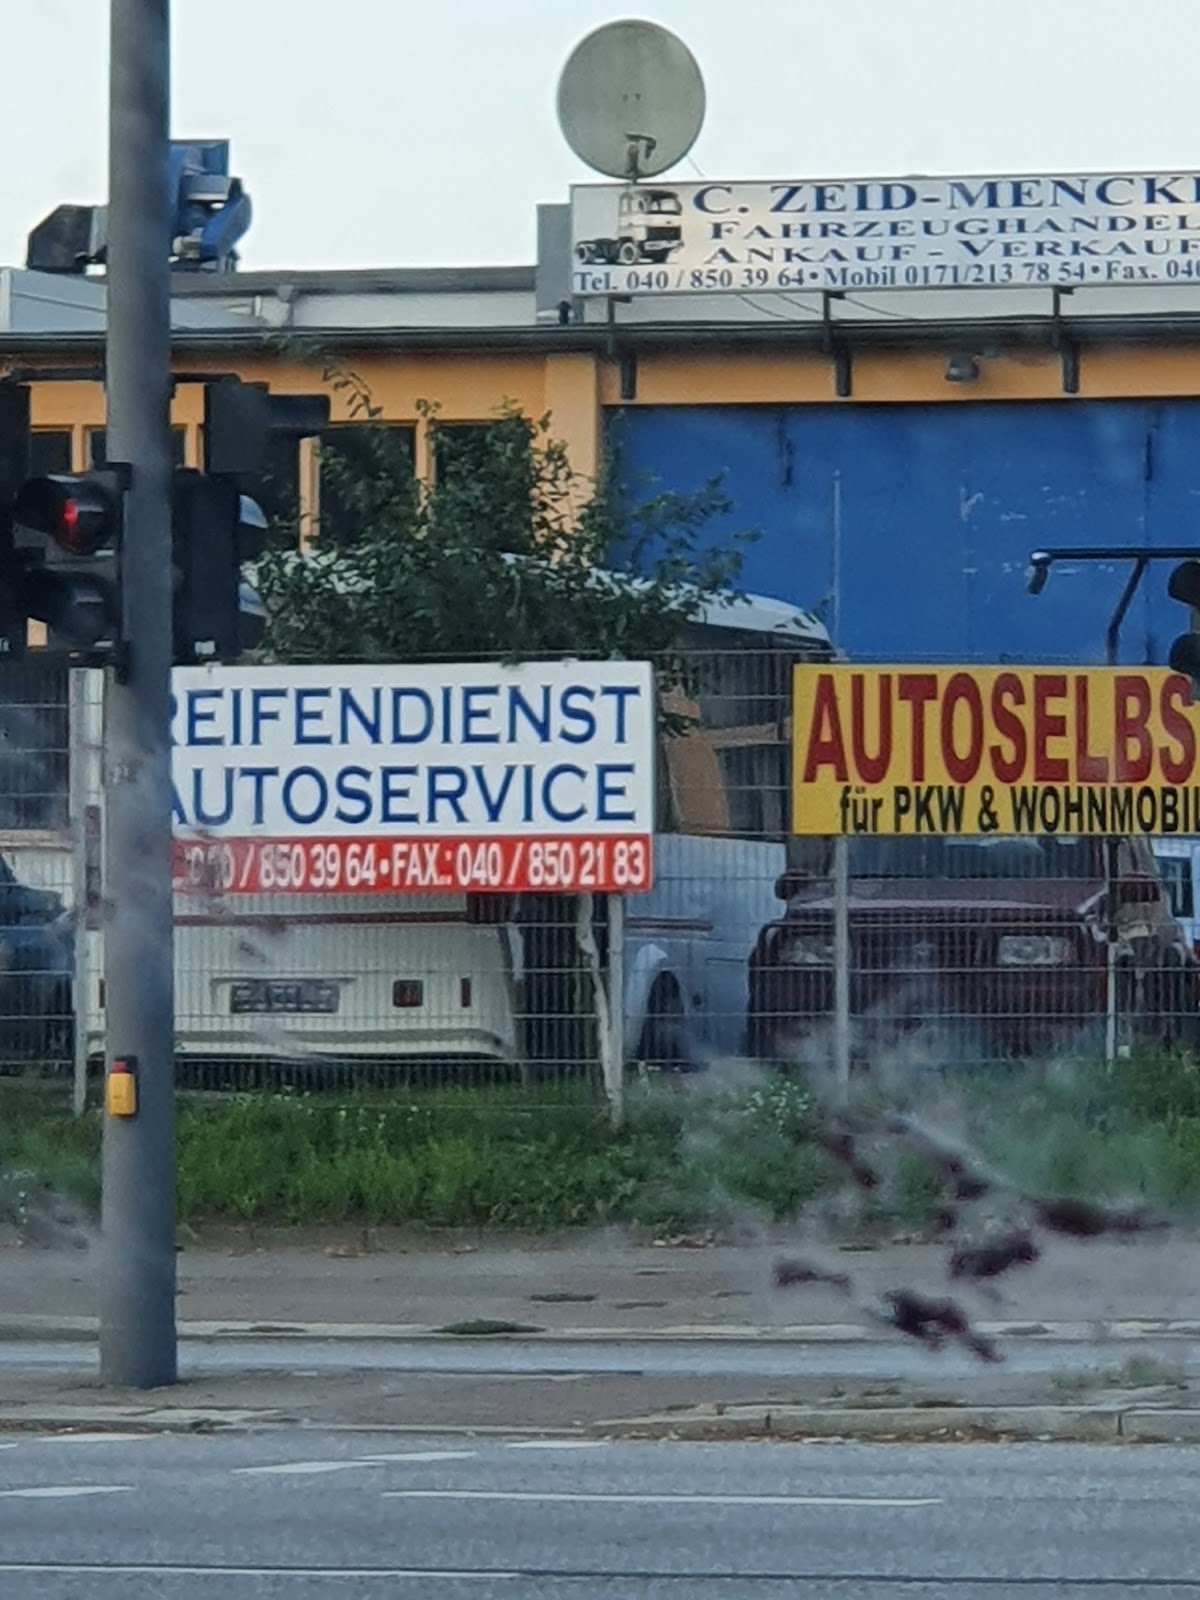 C. ZEID-MENCK
FAHRZEUGHANDEL
ANKAUF - VERKAUF
Tel. 040 / 850 39 64 • Mobil 0171/213 78 54 • Fax. 040
REIFENDIENST
AUTOSERVICE
/ 850 39 64 • FAX.: 040 / 850 21 83
AUTOSELBS
für PKW & WOHNMOBI